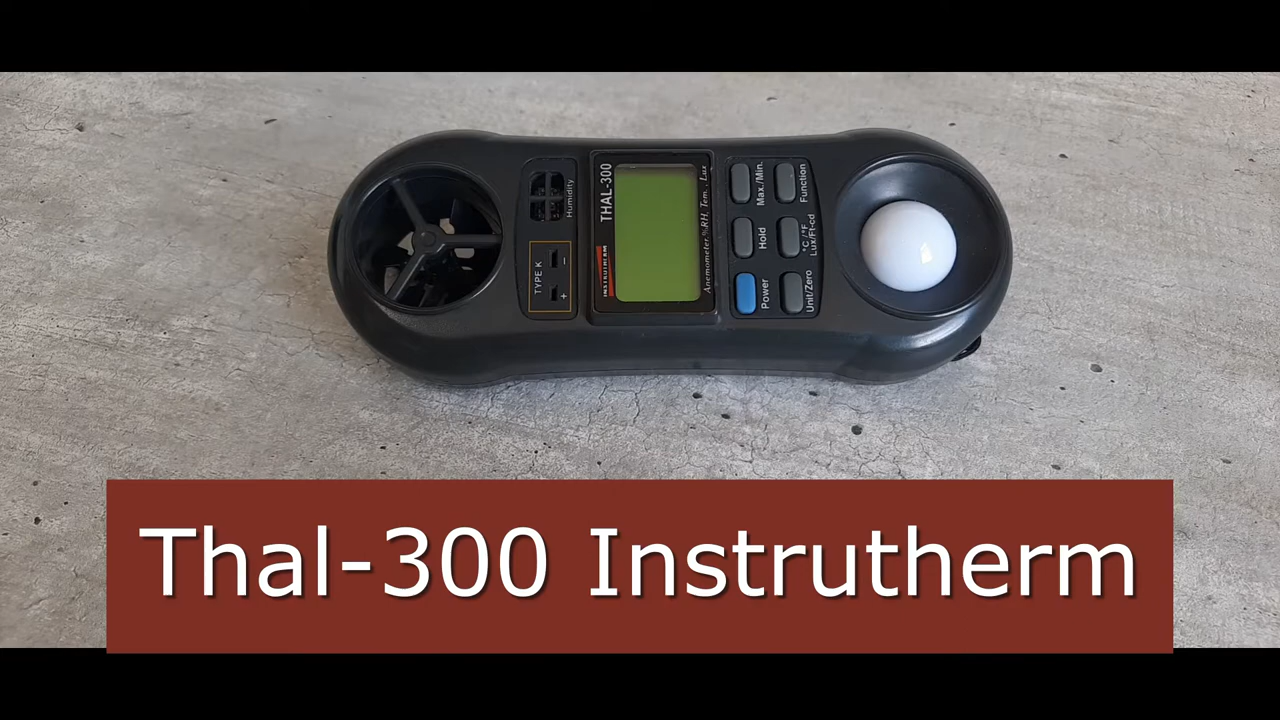 Humidity
TYPE K
−
+
THAL-300
INSTRUTHERM
Anemometer,%RH, Tem., Lux
Max./Min.
Function
Hold
°C/°F
Lux/Ft-cd
Power
Unit/Zero
Thal-300 Instrutherm